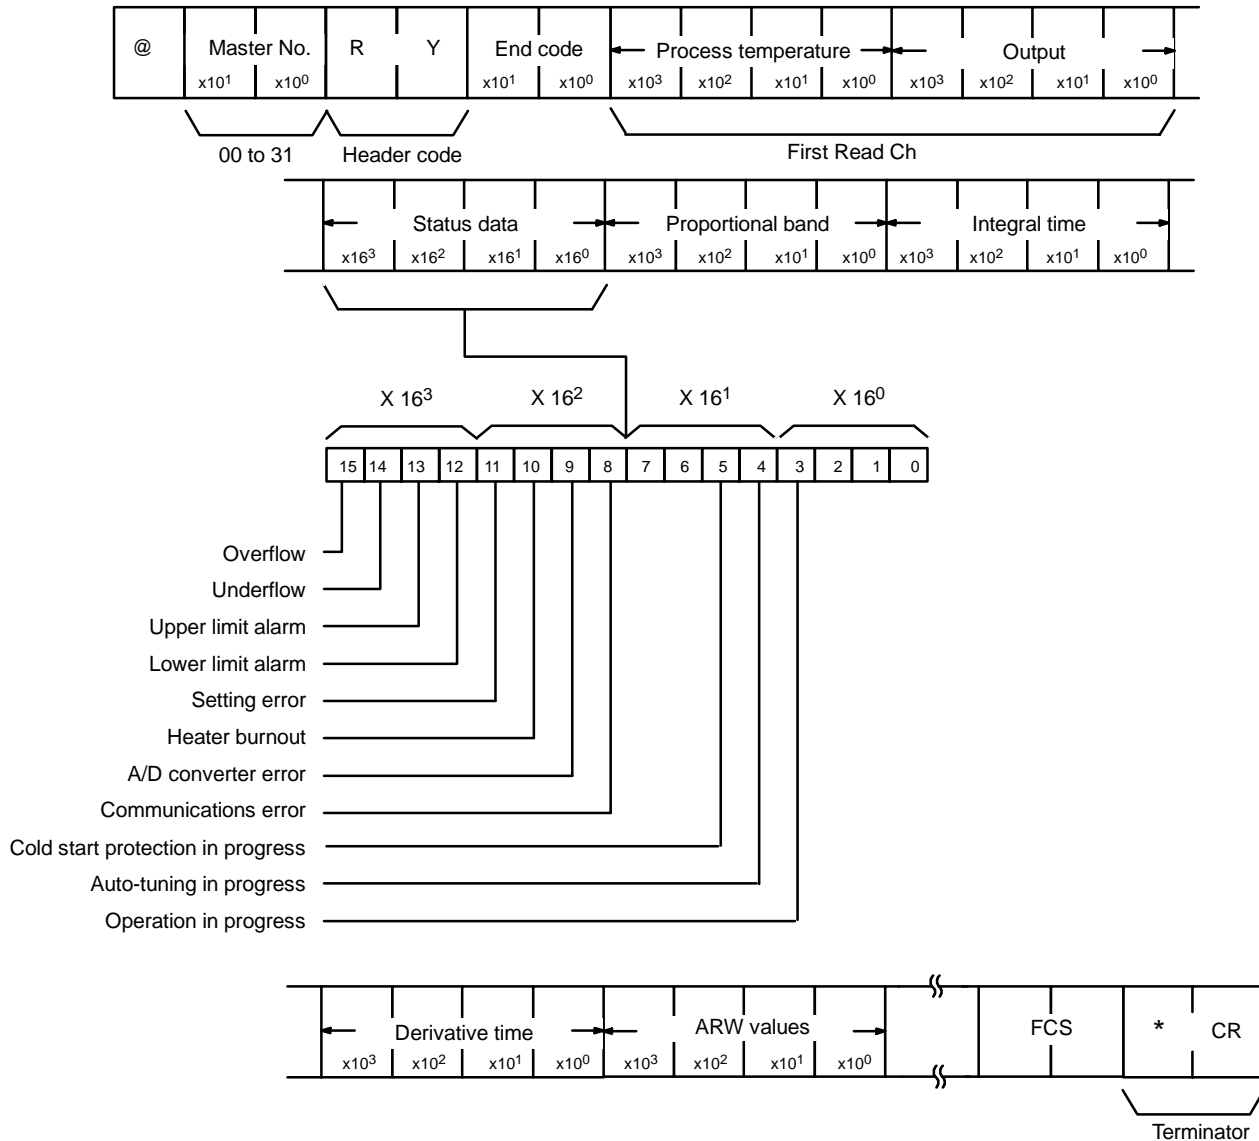 @ Master No. R Y End code Process temperature Output
x10¹ x10⁰ x10¹ x10⁰ x10³ x10² x10¹ x10⁰ x10³ x10² x10¹ x10⁰
00 to 31 Header code First Read Ch
Status data Proportional band Integral time
x16³ x16² x16¹ x16⁰ x10³ x10² x10¹ x10⁰ x10³ x10² x10¹ x10⁰
X 16³ X 16² X 16¹ X 16⁰
15 14 13 12 11 10 9 8 7 6 5 4 3 2 1 0
Overflow
Underflow
Upper limit alarm
Lower limit alarm
Setting error
Heater burnout
A/D converter error
Communications error
Cold start protection in progress
Auto-tuning in progress
Operation in progress
Derivative time ARW values FCS * CR
x10³ x10² x10¹ x10⁰ x10³ x10² x10¹ x10⁰
Terminator